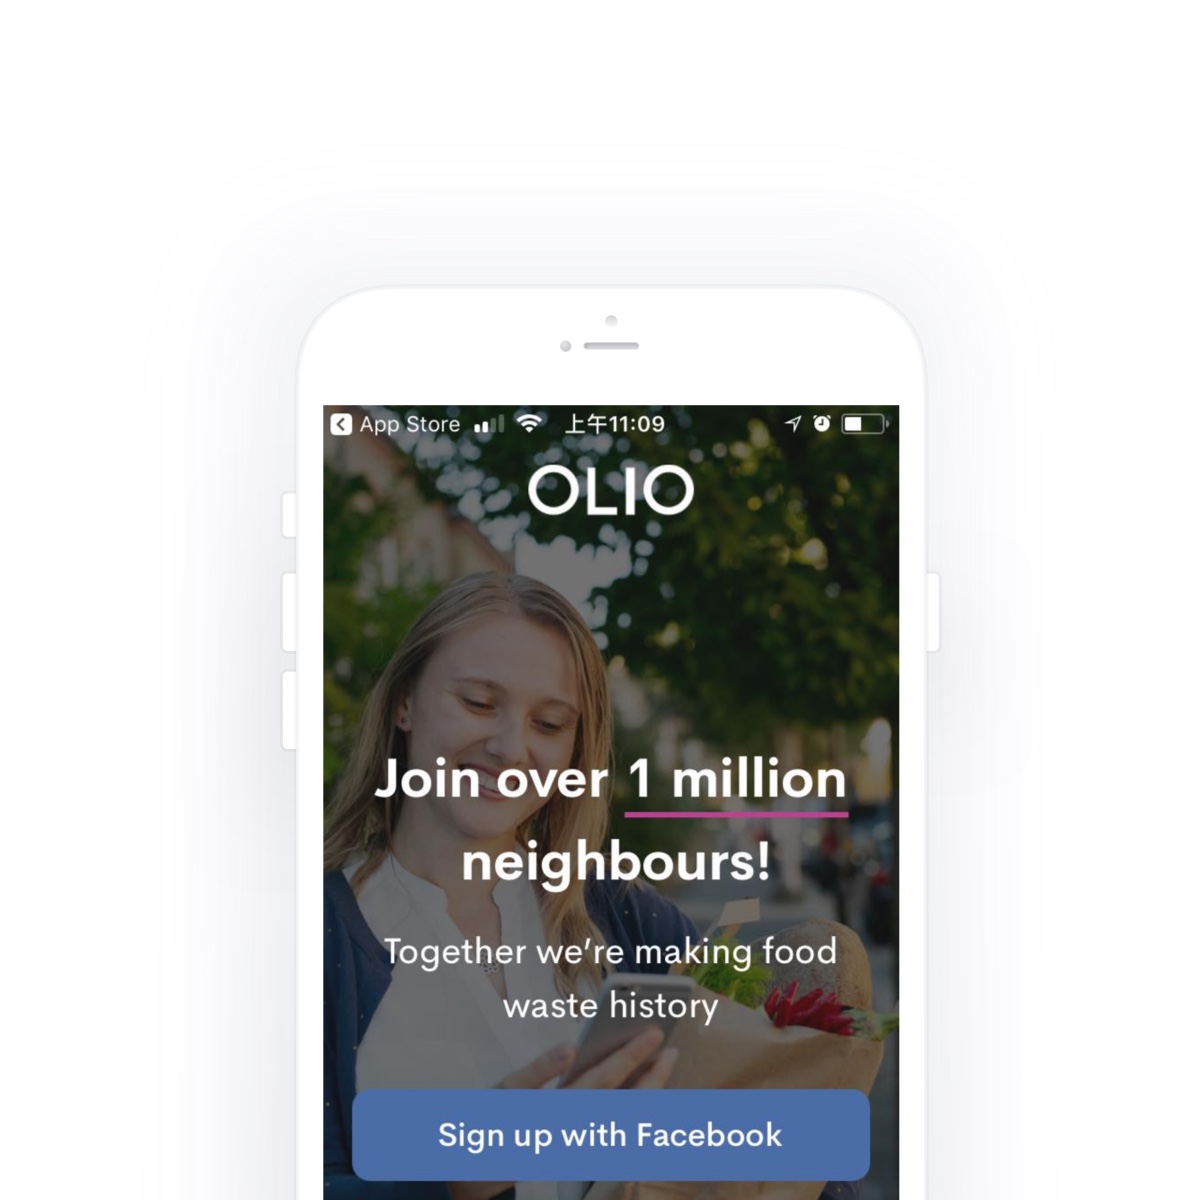 App Store 上午11:09
OLIO
Join over 1 million
neighbours!
Together we’re making food
waste history
Sign up with Facebook